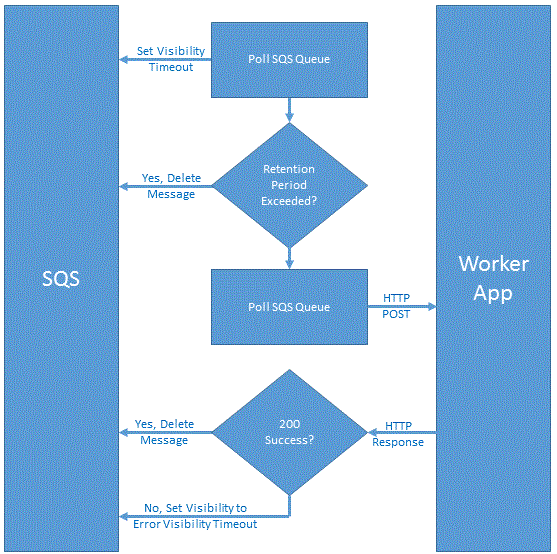 Set Visibility
Timeout
Poll SQS Queue
Yes, Delete
Message
Retention
Period
Exceeded?
SQS
Worker
App
Poll SQS Queue
HTTP
POST
Yes, Delete
Message
200
Success?
HTTP
Response
No, Set Visibility to
Error Visibility Timeout